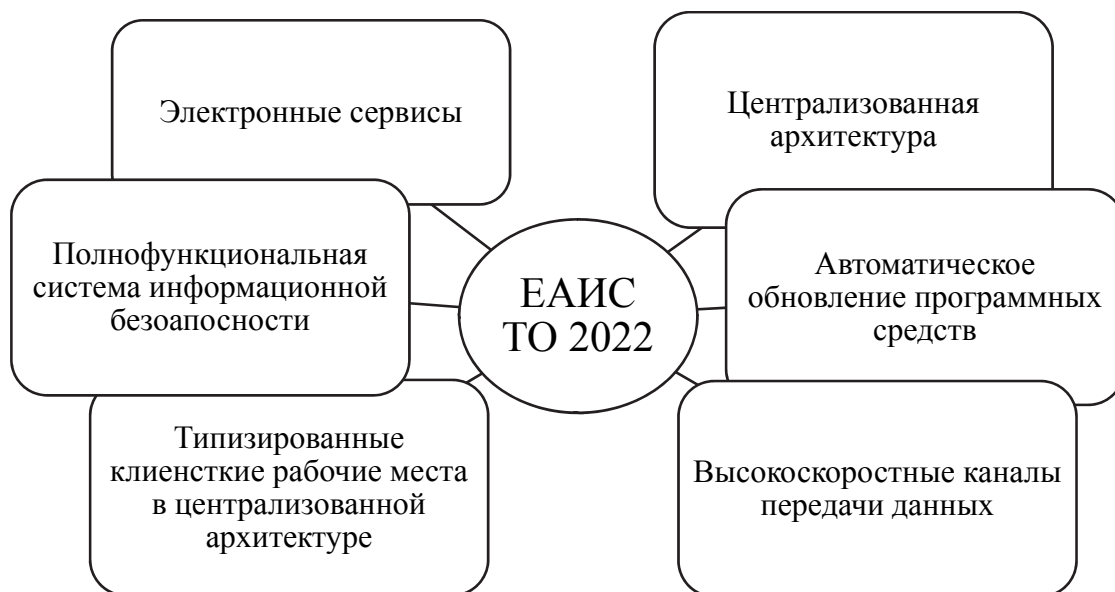 Электронные сервисы
Централизованная
архитектура
Полнофункциональная
система информационной
безоапосности
ЕАИС
ТО 2022
Автоматическое
обновление программных
средств
Типизированные
клиенсткие рабочие места
в централизованной
архитектуре
Высокоскоростные каналы
передачи данных